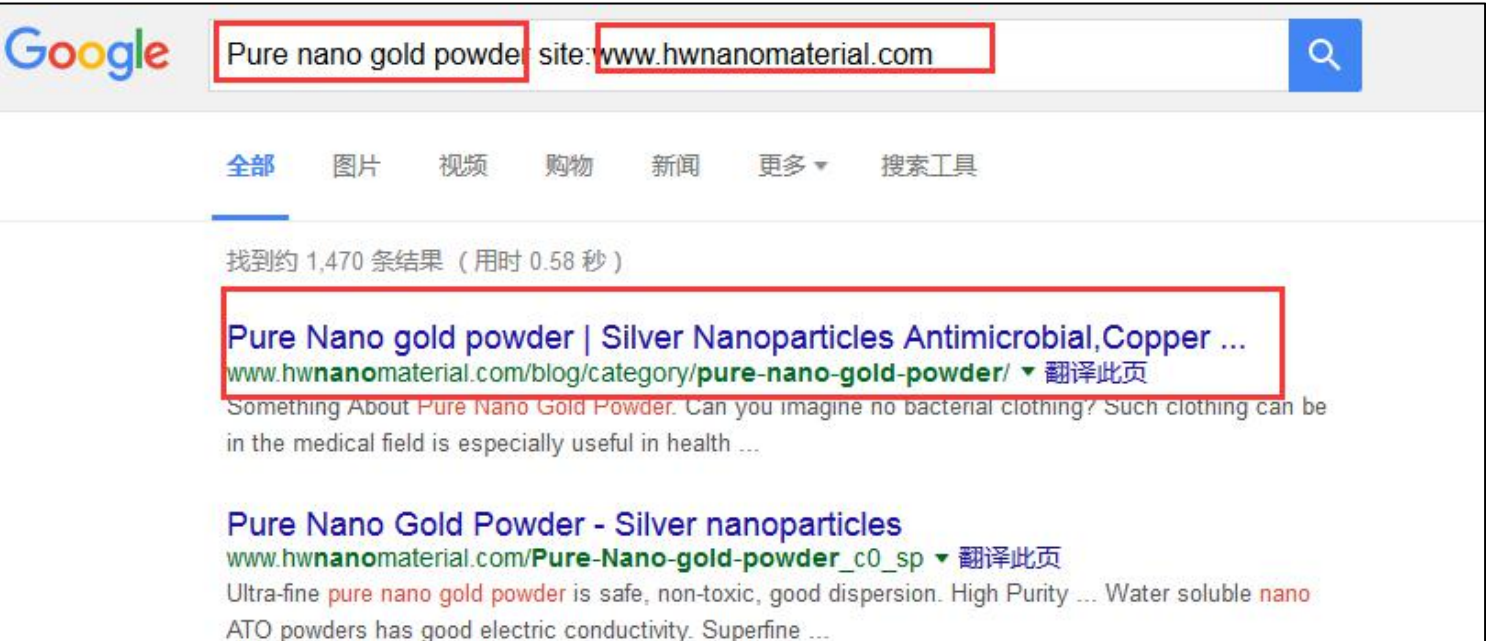 Google
Pure nano gold powder site:www.hwnanomaterial.com
全部 图片 视频 购物 新闻 更多 搜索工具
找到约 1,470 条结果 （用时 0.58 秒）
Pure Nano gold powder | Silver Nanoparticles Antimicrobial,Copper ...
www.hwnanomaterial.com/blog/category/pure-nano-gold-powder/ 翻译此页
Something About Pure Nano Gold Powder. Can you imagine no bacterial clothing? Such clothing can be
in the medical field is especially useful in health ...
Pure Nano Gold Powder - Silver nanoparticles
www.hwnanomaterial.com/Pure-Nano-gold-powder_c0_sp 翻译此页
Ultra-fine pure nano gold powder is safe, non-toxic, good dispersion. High Purity ... Water soluble nano
ATO powders has good electric conductivity. Superfine ...